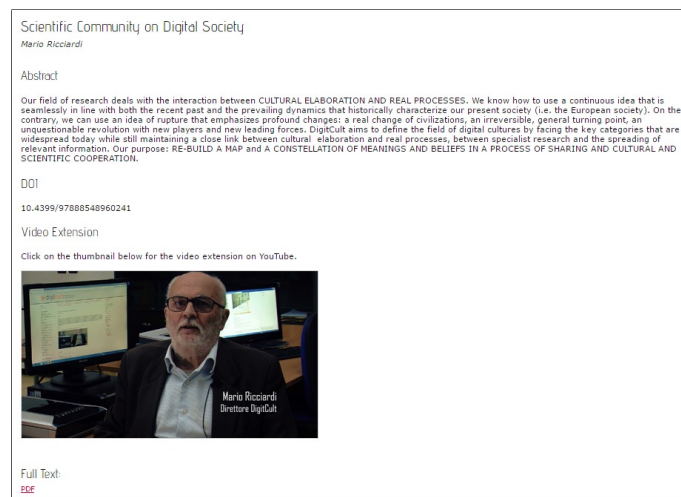 Scientific Community on Digital Society
Mario Ricciardi
Abstract
Our field of research deals with the interaction between CULTURAL ELABORATION AND REAL PROCESSES. We know how to use a continuous idea that is
seamlessly in line with both the recent past and the prevailing dynamics that historically characterize our present society (i.e. the European society). On the
contrary, we can use an idea of rupture that emphasizes profound changes: a real change of civilizations, an irreversible, general turning point, an
unquestionable revolution with new players and new leading forces. DigitCult aims to define the field of digital cultures by facing the key categories that are
widespread today while still maintaining a close link between cultural elaboration and real processes, between specialist research and the spreading of
relevant information. Our purpose: RE-BUILD A MAP and A CONSTELLATION OF MEANINGS AND BELIEFS IN A PROCESS OF SHARING AND CULTURAL AND
SCIENTIFIC COOPERATION.
DOI
10.4399/97888548960241
Video Extension
Click on the thumbnail below for the video extension on YouTube.
Mario Ricciardi
Direttore DigitCult
Full Text:
PDF